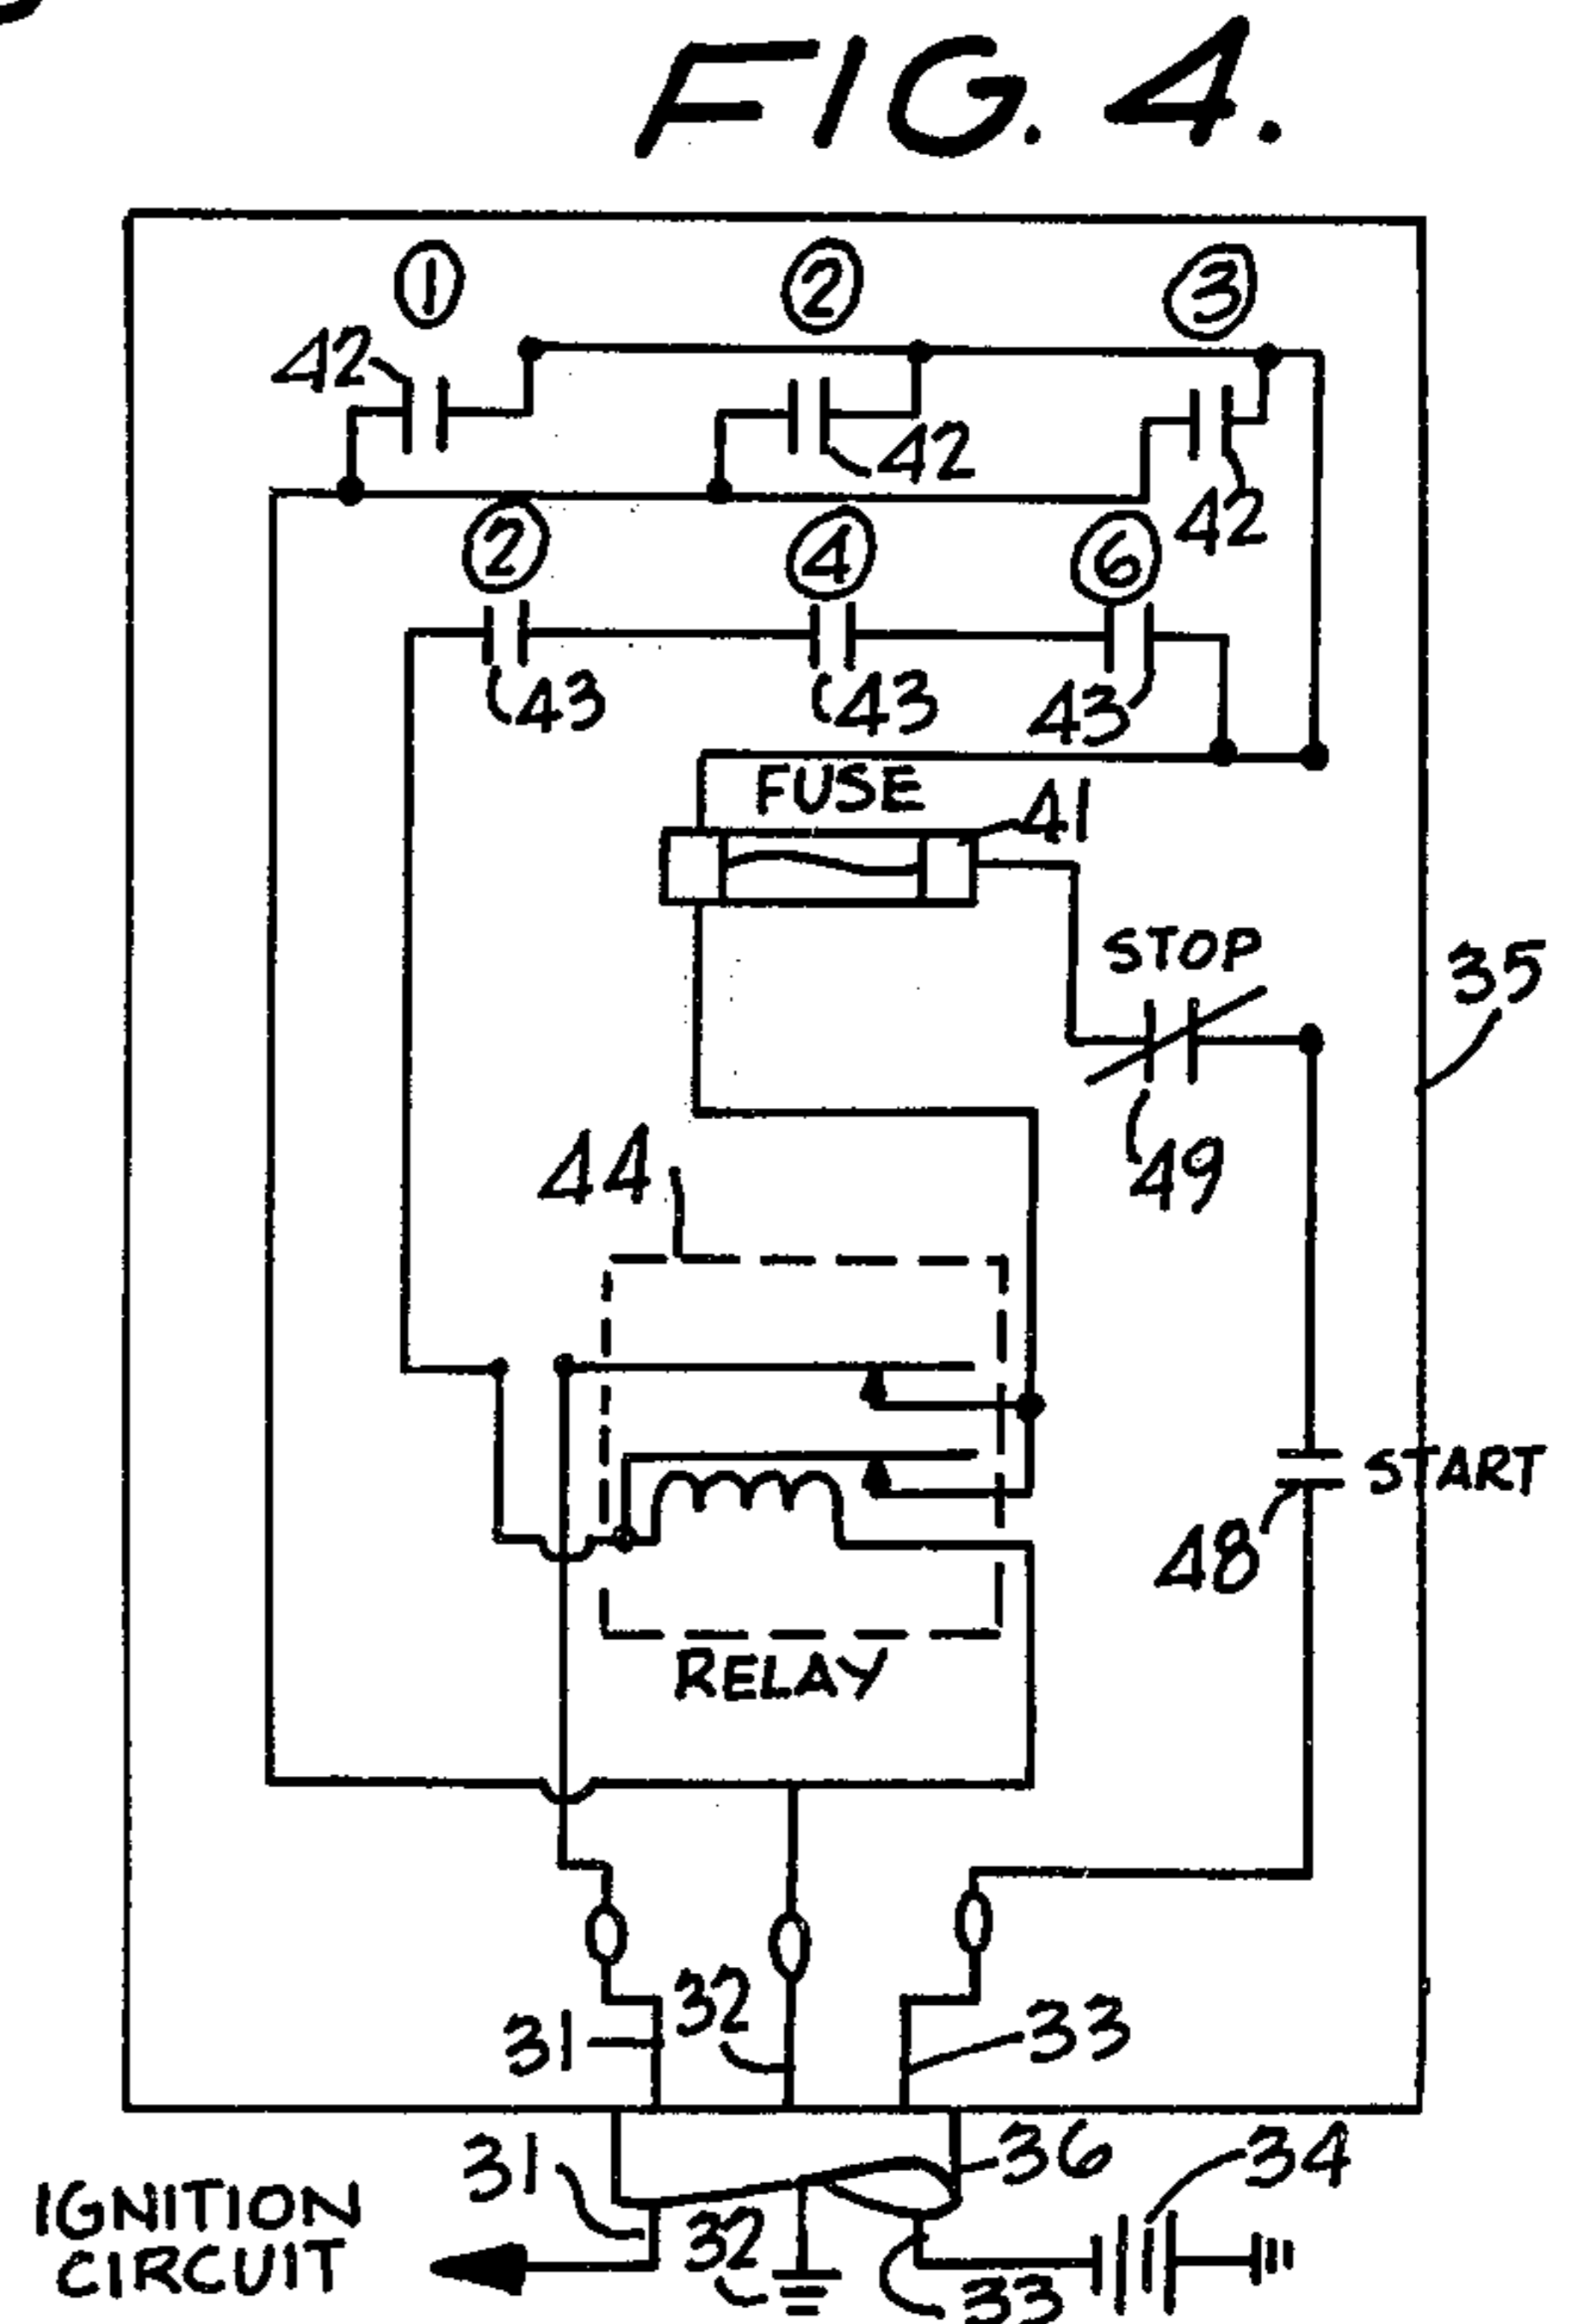 FIG. 4.
① ② ③
42
42
42
② ④ ⑥
43 43 43
FUSE 41
STOP
35
49
44
START
48
RELAY
31 32 33
31 36 34
IGNITION
CIRCUIT
32
33